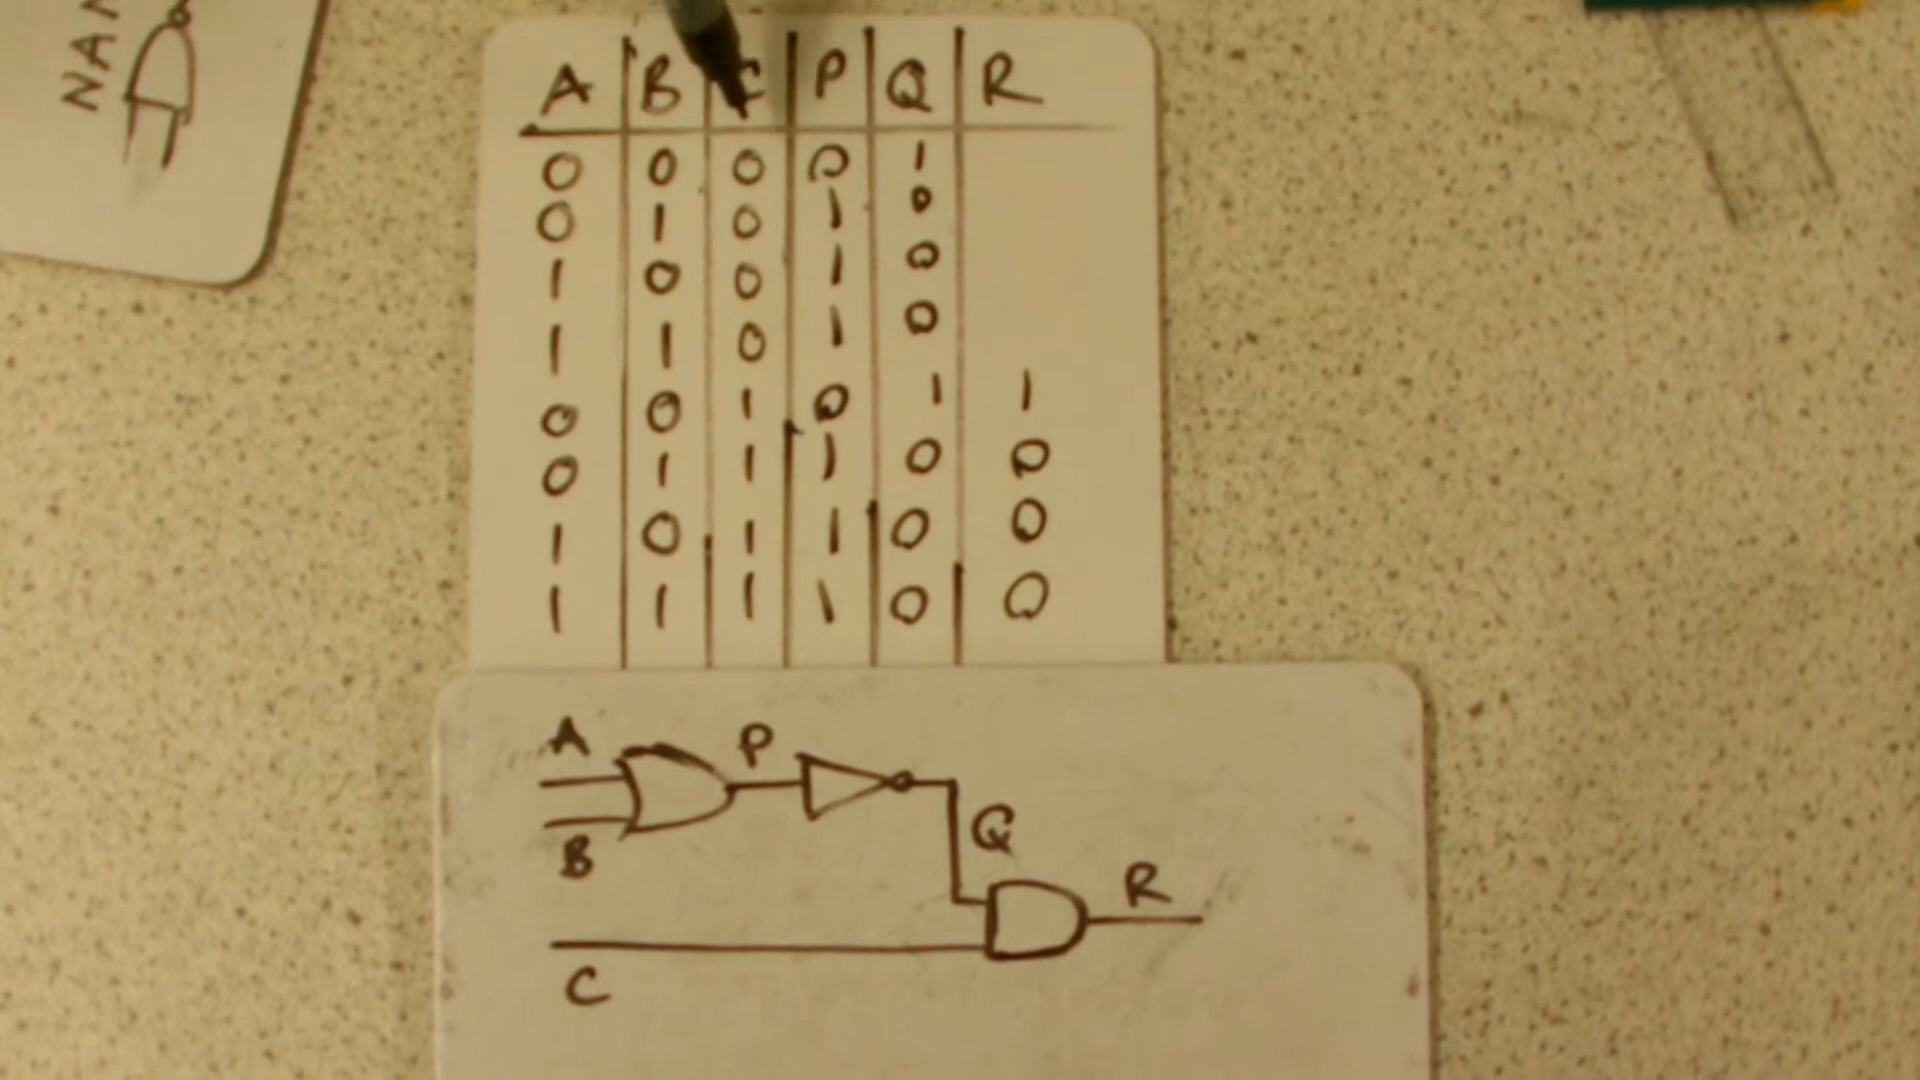 NAN
A B C P Q R
0 0 0 0 1
0 1 0 1 0
1 0 0 1 0
1 1 0 1 0
0 0 1 0 1 1
0 1 1 1 0 0
1 0 1 1 0 0
1 1 1 1 0 0
A P
B Q
R
C